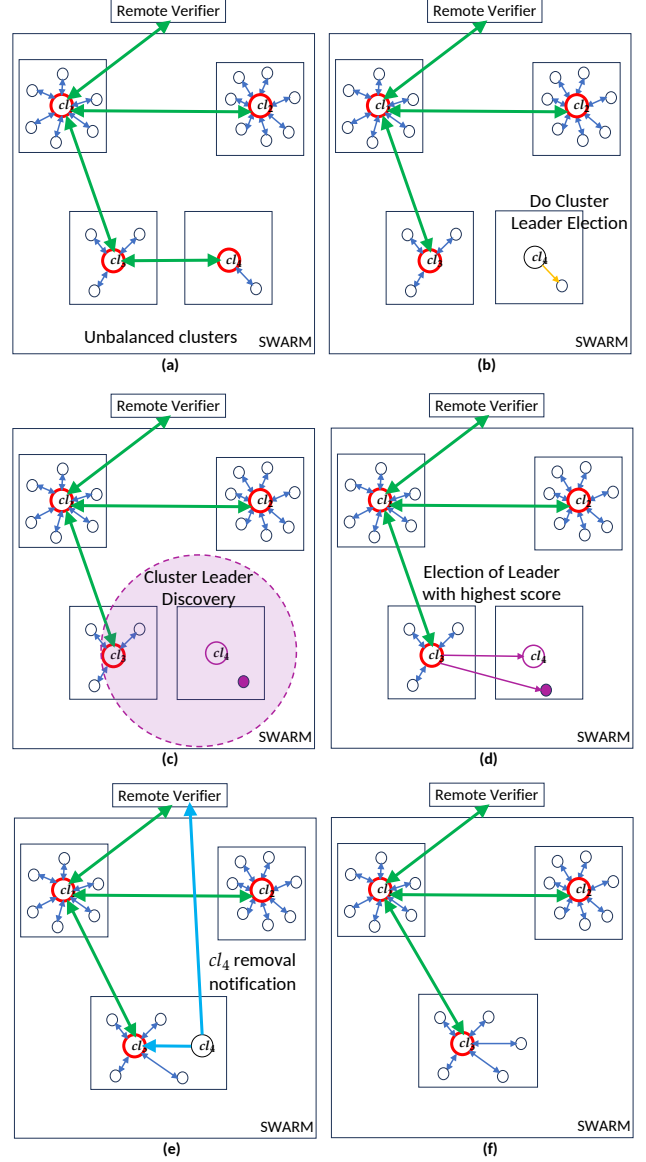 Remote Verifier
cl₁
cl₂
cl₃
cl₄
Unbalanced clusters
SWARM
(a)
Remote Verifier
cl₁
cl₂
Do Cluster
Leader Election
cl₃
cl₄
SWARM
(b)
Remote Verifier
cl₁
cl₂
Cluster Leader
Discovery
cl₃
cl₄
SWARM
(c)
Remote Verifier
cl₁
cl₂
Election of Leader
with highest score
cl₃
cl₄
SWARM
(d)
Remote Verifier
cl₁
cl₂
cl₄ removal
notification
cl₃
cl₄
SWARM
(e)
Remote Verifier
cl₁
cl₂
cl₃
SWARM
(f)